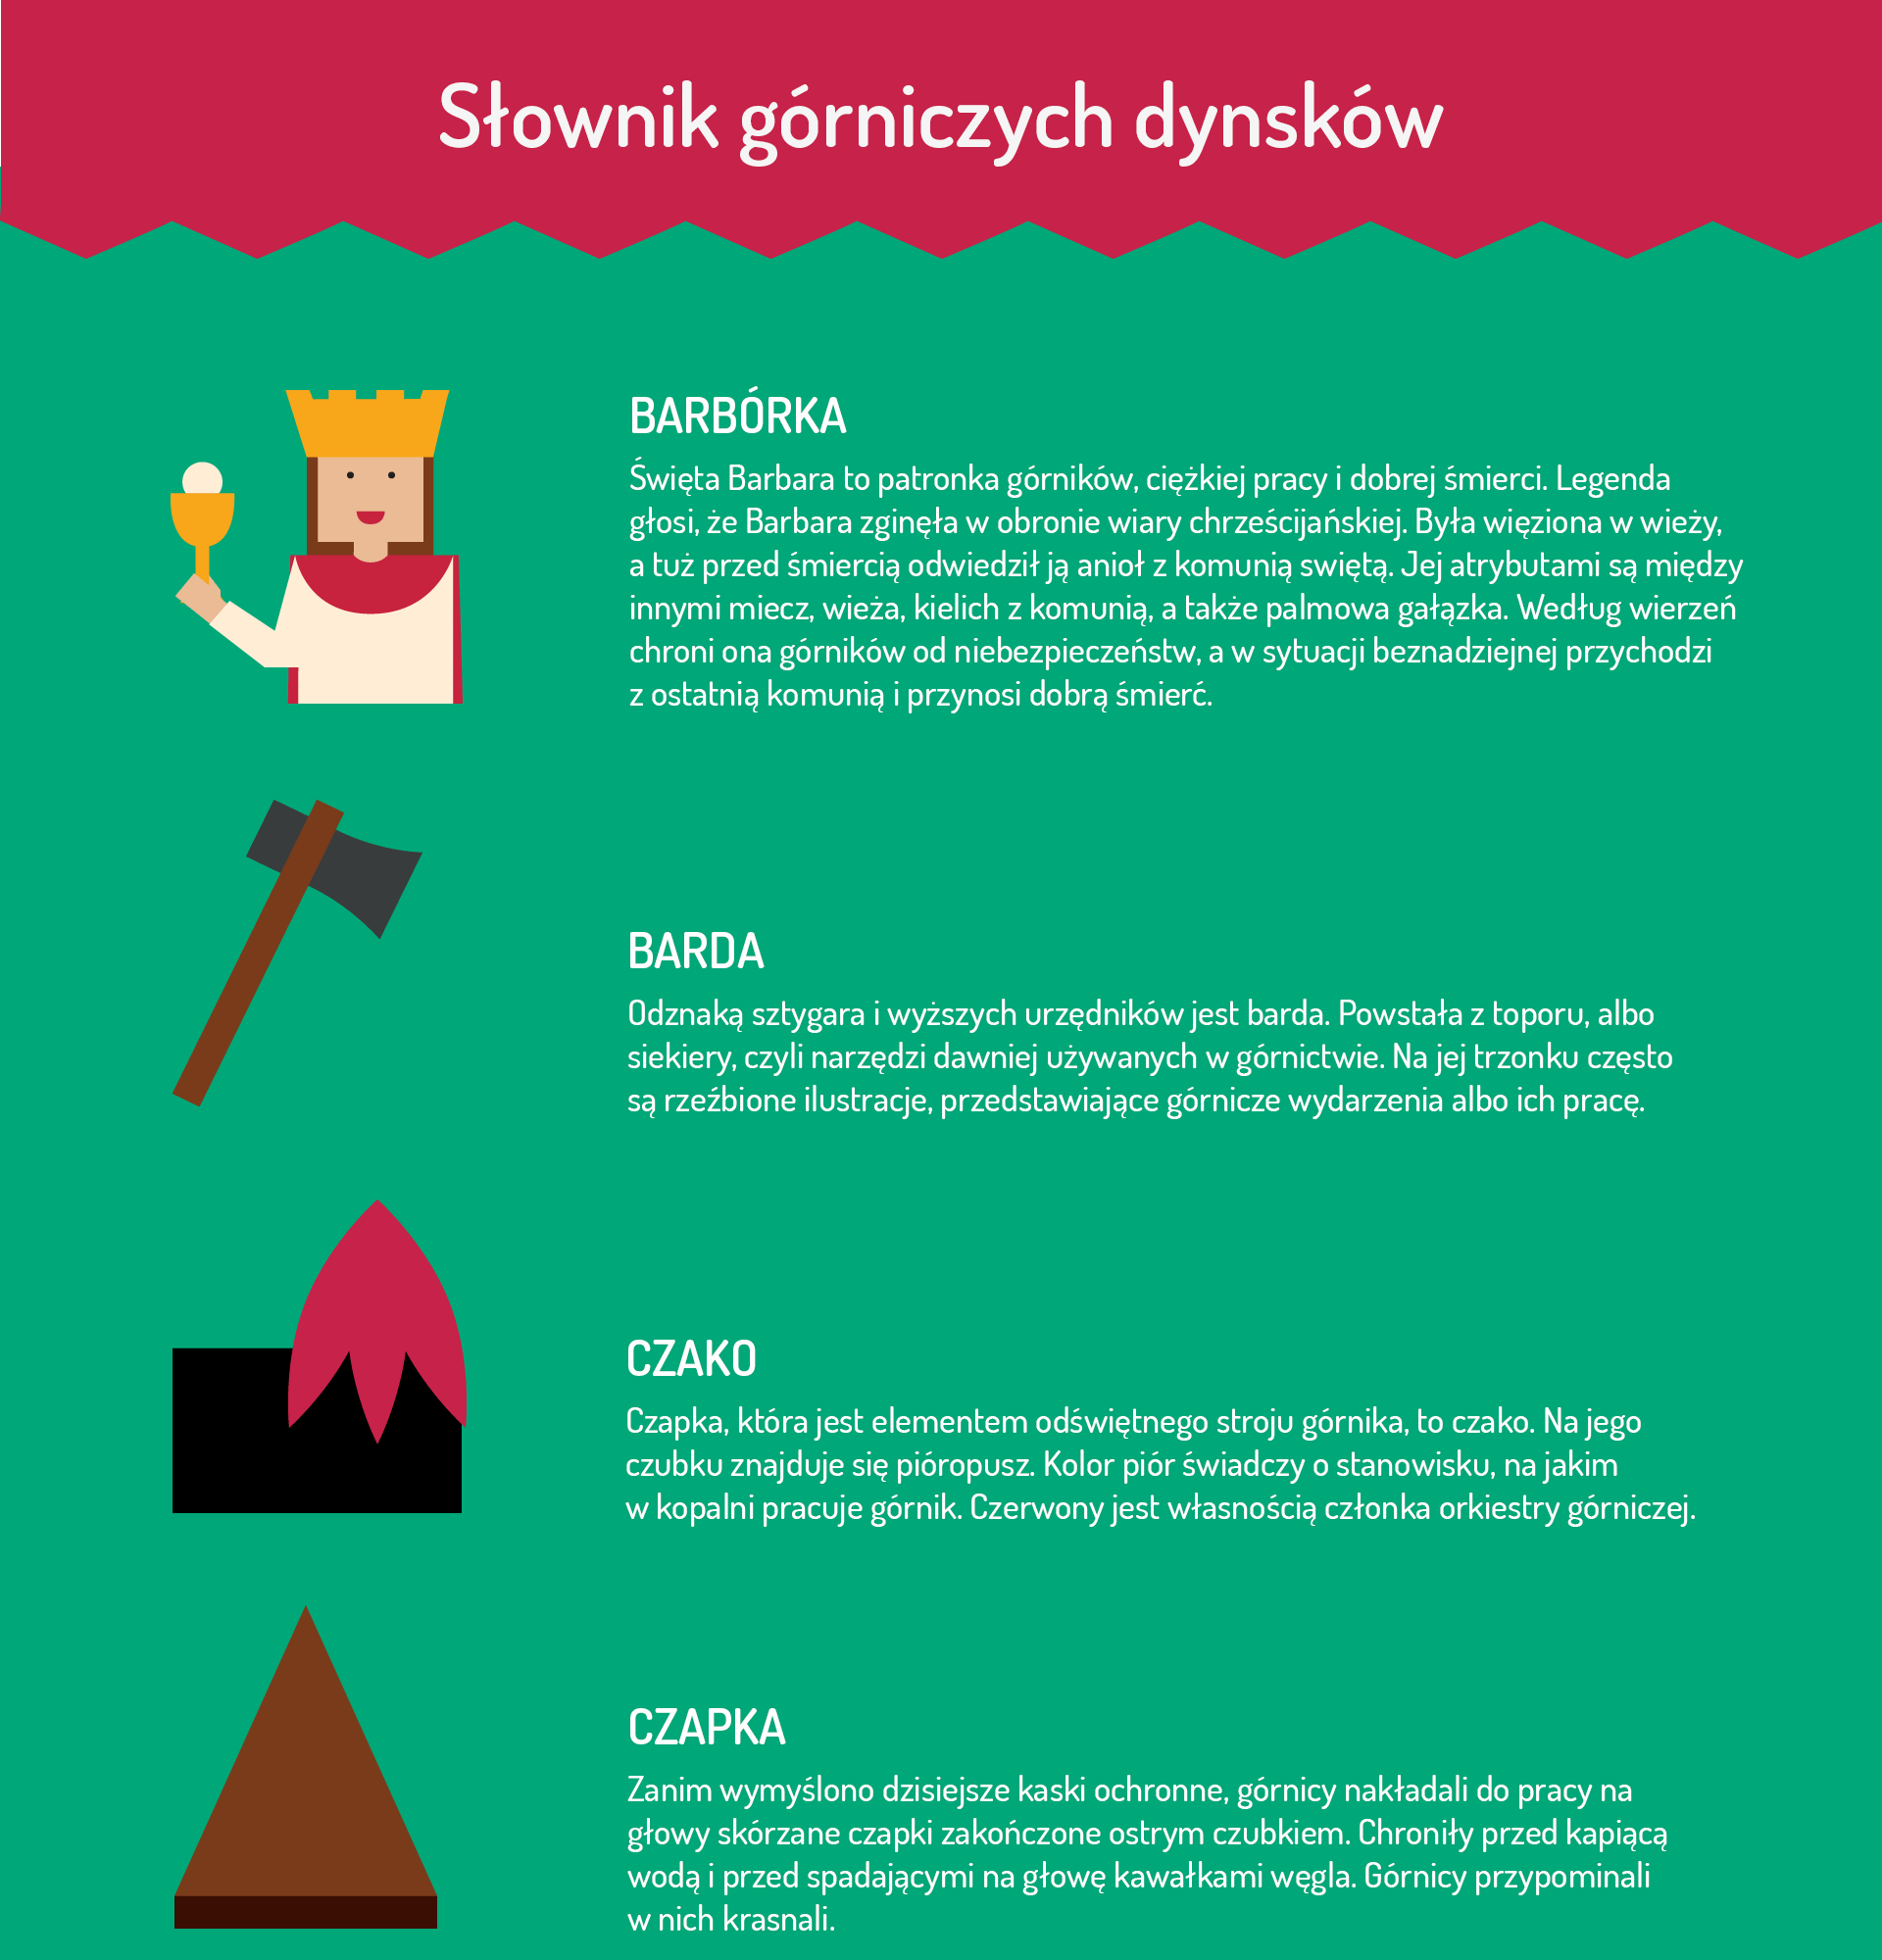 Słownik górniczych dynsków
BARBÓRKA
Święta Barbara to patronka górników, ciężkiej pracy i dobrej śmierci. Legenda
głosi, że Barbara zginęła w obronie wiary chrześcijańskiej. Była więziona w wieży,
a tuż przed śmiercią odwiedził ją anioł z komunią swiętą. Jej atrybutami są między
innymi miecz, wieża, kielich z komunią, a także palmowa gałązka. Według wierzeń
chroni ona górników od niebezpieczeństw, a w sytuacji beznadziejnej przychodzi
z ostatnią komunią i przynosi dobrą śmierć.
BARDA
Odznaką sztygara i wyższych urzędników jest barda. Powstała z toporu, albo
siekiery, czyli narzędzi dawniej używanych w górnictwie. Na jej trzonku często
są rzeźbione ilustracje, przedstawiające górnicze wydarzenia albo ich pracę.
CZAKO
Czapka, która jest elementem odświętnego stroju górnika, to czako. Na jego
czubku znajduje się pióropusz. Kolor piór świadczy o stanowisku, na jakim
w kopalni pracuje górnik. Czerwony jest własnością członka orkiestry górniczej.
CZAPKA
Zanim wymyślono dzisiejsze kaski ochronne, górnicy nakładali do pracy na
głowy skórzane czapki zakończone ostrym czubkiem. Chroniły przed kapiącą
wodą i przed spadającymi na głowę kawałkami węgla. Górnicy przypominali
w nich krasnali.